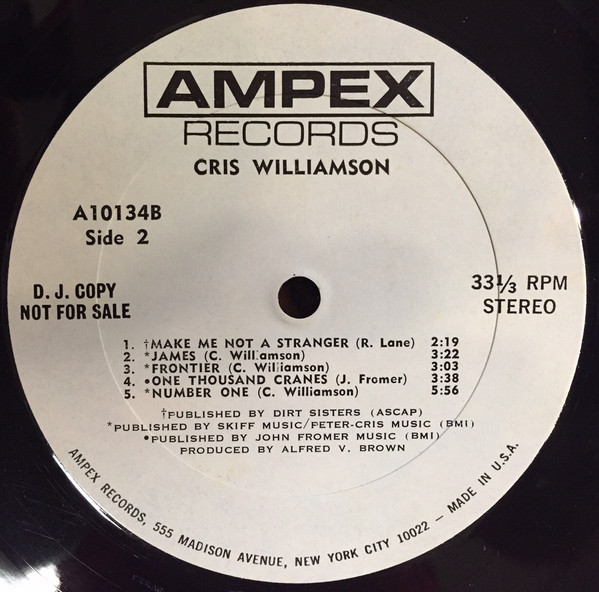 AMPEX
RECORDS
CRIS WILLIAMSON
A10134B
Side 2
D. J. COPY
NOT FOR SALE
33⅓ RPM
STEREO
1. †MAKE ME NOT A STRANGER (R. Lane) 2:19
2. *JAMES (C. Williamson) 3:22
3. *FRONTIER (C. Williamson) 3:03
4. •ONE THOUSAND CRANES (J. Fromer) 3:38
5. *NUMBER ONE (C. Williamson) 5:56
†PUBLISHED BY DIRT SISTERS (ASCAP)
*PUBLISHED BY SKIFF MUSIC/PETER-CRIS MUSIC (BMI)
•PUBLISHED BY JOHN FROMER MUSIC (BMI)
PRODUCED BY ALFRED V. BROWN
AMPEX RECORDS, 555 MADISON AVENUE, NEW YORK CITY 10022 — MADE IN U.S.A.